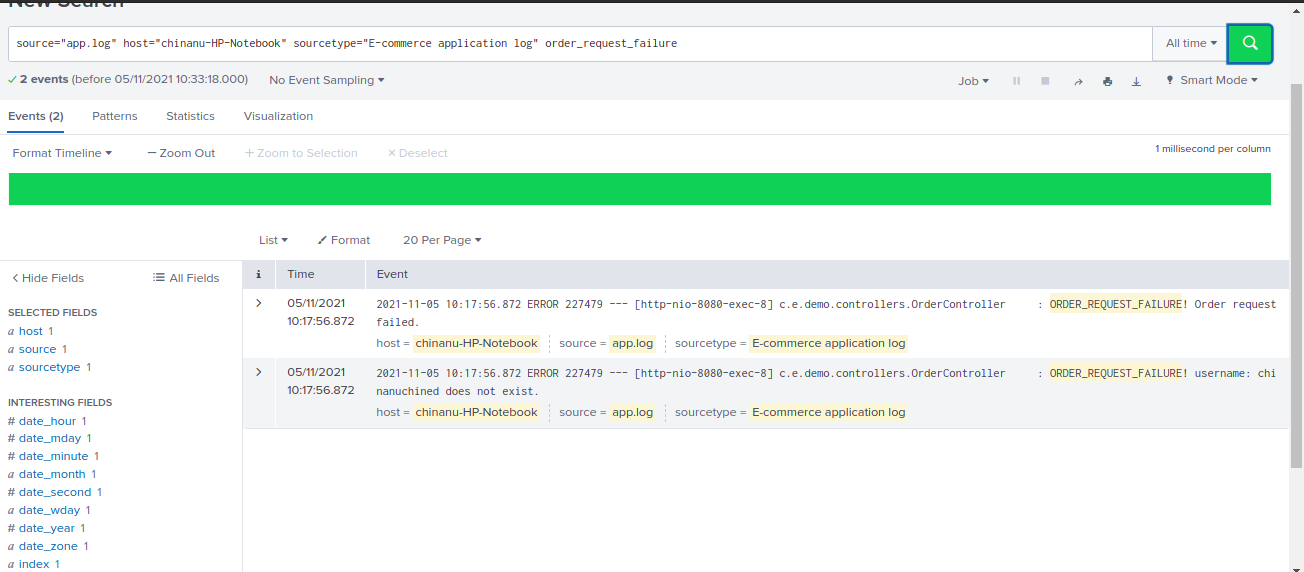 New Search
source="app.log" host="chinanu-HP-Notebook" sourcetype="E-commerce application log" order_request_failure
All time
2 events (before 05/11/2021 10:33:18.000)
No Event Sampling
Job
Smart Mode
Events (2)
Patterns
Statistics
Visualization
Format Timeline
— Zoom Out
+ Zoom to Selection
× Deselect
1 millisecond per column
List
Format
20 Per Page
< Hide Fields
All Fields
i
Time
Event
SELECTED FIELDS
a host 1
a source 1
a sourcetype 1
INTERESTING FIELDS
# date_hour 1
# date_mday 1
# date_minute 1
a date_month 1
# date_second 1
a date_wday 1
# date_year 1
a date_zone 1
a index 1
>
05/11/2021
10:17:56.872
2021-11-05 10:17:56.872 ERROR 227479 --- [http-nio-8080-exec-8] c.e.demo.controllers.OrderController : ORDER_REQUEST_FAILURE! Order request
failed.
host = chinanu-HP-Notebook
source = app.log
sourcetype = E-commerce application log
>
05/11/2021
10:17:56.872
2021-11-05 10:17:56.872 ERROR 227479 --- [http-nio-8080-exec-8] c.e.demo.controllers.OrderController : ORDER_REQUEST_FAILURE! username: chi
nanuchined does not exist.
host = chinanu-HP-Notebook
source = app.log
sourcetype = E-commerce application log